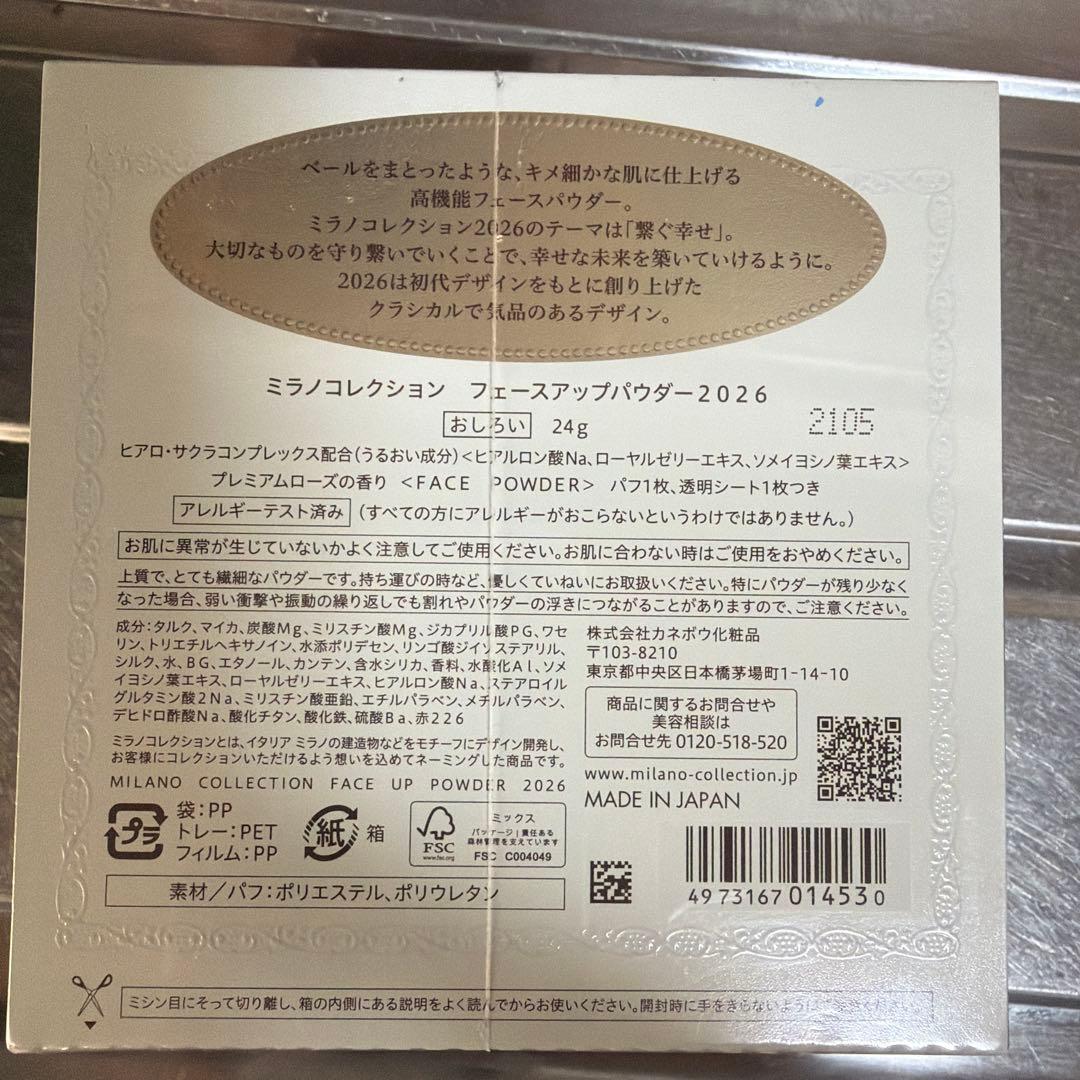 ベールをまとったような、キメ細かな肌に仕上げる
高機能フェースパウダー。
ミラノコレクション2026のテーマは「繋ぐ幸せ」。
大切なものを守り繋いでいくことで、幸せな未来を築いていけるように。
2026は初代デザインをもとに創り上げた
クラシカルで気品のあるデザイン。
ミラノコレクション フェースアップパウダー2026
おしろい 24g
2105
ヒアロ・サクラコンプレックス配合(うるおい成分)<ヒアルロン酸Na、ローヤルゼリーエキス、ソメイヨシノ葉エキス>
プレミアムローズの香り <FACE POWDER> パフ1枚、透明シート1枚つき
アレルギーテスト済み (すべての方にアレルギーがおこらないというわけではありません。)
お肌に異常が生じていないかよく注意してご使用ください。お肌に合わない時はご使用をおやめください。
上質で、とても繊細なパウダーです。持ち運びの時など、優しくていねいにお取扱いください。特にパウダーが残り少なく
なった場合、弱い衝撃や振動の繰り返しでも割れやパウダーの浮きにつながることがありますので、ご注意ください。
成分:タルク、マイカ、炭酸Mg、ミリスチン酸Mg、ジカプリル酸PG、ワセ
リン、トリエチルヘキサノイン、水添ポリデセン、リンゴ酸ジイソステアリル、
シルク、水、BG、エタノール、カンテン、含水シリカ、香料、水酸化Al、ソメ
イヨシノ葉エキス、ローヤルゼリーエキス、ヒアルロン酸Na、ステアロイル
グルタミン酸2Na、ミリスチン酸亜鉛、エチルパラベン、メチルパラベン、
デヒドロ酢酸Na、酸化チタン、酸化鉄、硫酸Ba、赤226
ミラノコレクションとは、イタリア ミラノの建造物などをモチーフにデザイン開発し、
お客様にコレクションいただけるよう想いを込めてネーミングした商品です。
MILANO COLLECTION FACE UP POWDER 2026
株式会社カネボウ化粧品
〒103-8210
東京都中央区日本橋茅場町1-14-10
商品に関するお問合せや
美容相談は
お問合せ先 0120-518-520
www.milano-collection.jp
MADE IN JAPAN
プラ
袋:PP
トレー:PET
フィルム:PP
紙 箱
FSC
www.fsc.org
ミックス
パッケージ|責任ある
森林管理を支えています
FSC C004049
素材/パフ:ポリエステル、ポリウレタン
4973167014530
ミシン目にそって切り離し、箱の内側にある説明をよく読んでからお使いください。開封時に手をきらないように